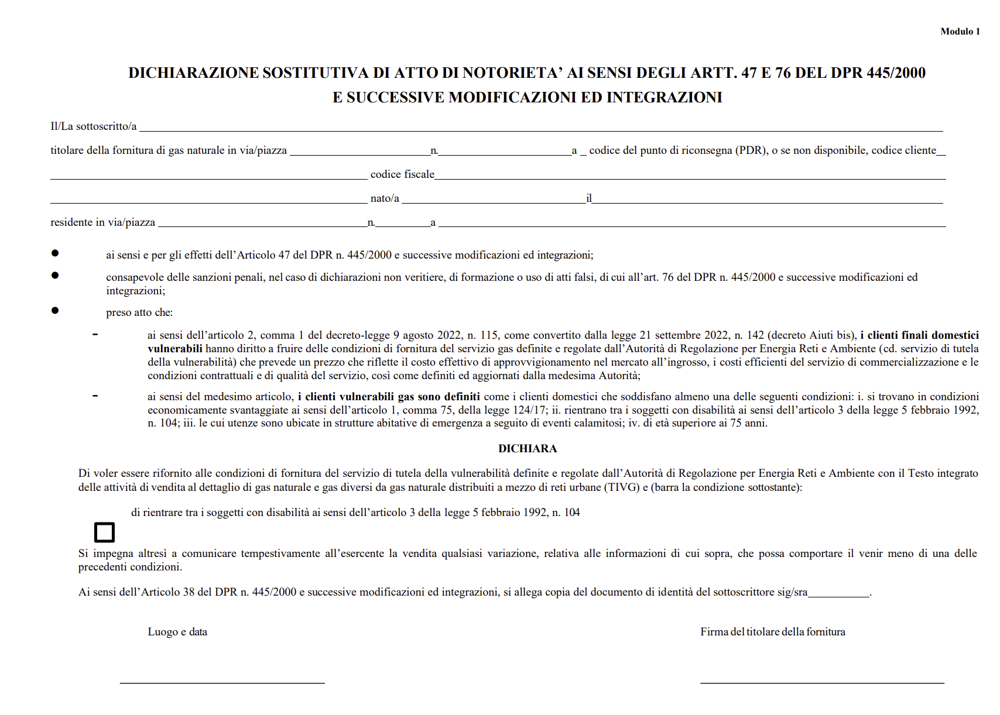 Modulo 1
DICHIARAZIONE SOSTITUTIVA DI ATTO DI NOTORIETA’ AI SENSI DEGLI ARTT. 47 E 76 DEL DPR 445/2000
E SUCCESSIVE MODIFICAZIONI ED INTEGRAZIONI
Il/La sottoscritto/a
titolare della fornitura di gas naturale in via/piazza n. a _ codice del punto di riconsegna (PDR), o se non disponibile, codice cliente
codice fiscale
nato/a il
residente in via/piazza n. a
● ai sensi e per gli effetti dell’Articolo 47 del DPR n. 445/2000 e successive modificazioni ed integrazioni;
● consapevole delle sanzioni penali, nel caso di dichiarazioni non veritiere, di formazione o uso di atti falsi, di cui all’art. 76 del DPR n. 445/2000 e successive modificazioni ed
integrazioni;
● preso atto che:
- ai sensi dell’articolo 2, comma 1 del decreto-legge 9 agosto 2022, n. 115, come convertito dalla legge 21 settembre 2022, n. 142 (decreto Aiuti bis), i clienti finali domestici
vulnerabili hanno diritto a fruire delle condizioni di fornitura del servizio gas definite e regolate dall’Autorità di Regolazione per Energia Reti e Ambiente (cd. servizio di tutela
della vulnerabilità) che prevede un prezzo che riflette il costo effettivo di approvvigionamento nel mercato all’ingrosso, i costi efficienti del servizio di commercializzazione e le
condizioni contrattuali e di qualità del servizio, così come definiti ed aggiornati dalla medesima Autorità;
- ai sensi del medesimo articolo, i clienti vulnerabili gas sono definiti come i clienti domestici che soddisfano almeno una delle seguenti condizioni: i. si trovano in condizioni
economicamente svantaggiate ai sensi dell’articolo 1, comma 75, della legge 124/17; ii. rientrano tra i soggetti con disabilità ai sensi dell’articolo 3 della legge 5 febbraio 1992,
n. 104; iii. le cui utenze sono ubicate in strutture abitative di emergenza a seguito di eventi calamitosi; iv. di età superiore ai 75 anni.
DICHIARA
Di voler essere rifornito alle condizioni di fornitura del servizio di tutela della vulnerabilità definite e regolate dall’Autorità di Regolazione per Energia Reti e Ambiente con il Testo integrato
delle attività di vendita al dettaglio di gas naturale e gas diversi da gas naturale distribuiti a mezzo di reti urbane (TIVG) e (barra la condizione sottostante):
di rientrare tra i soggetti con disabilità ai sensi dell’articolo 3 della legge 5 febbraio 1992, n. 104
Si impegna altresì a comunicare tempestivamente all’esercente la vendita qualsiasi variazione, relativa alle informazioni di cui sopra, che possa comportare il venir meno di una delle
precedenti condizioni.
Ai sensi dell’Articolo 38 del DPR n. 445/2000 e successive modificazioni ed integrazioni, si allega copia del documento di identità del sottoscrittore sig/sra__________.
Luogo e data Firma del titolare della fornitura